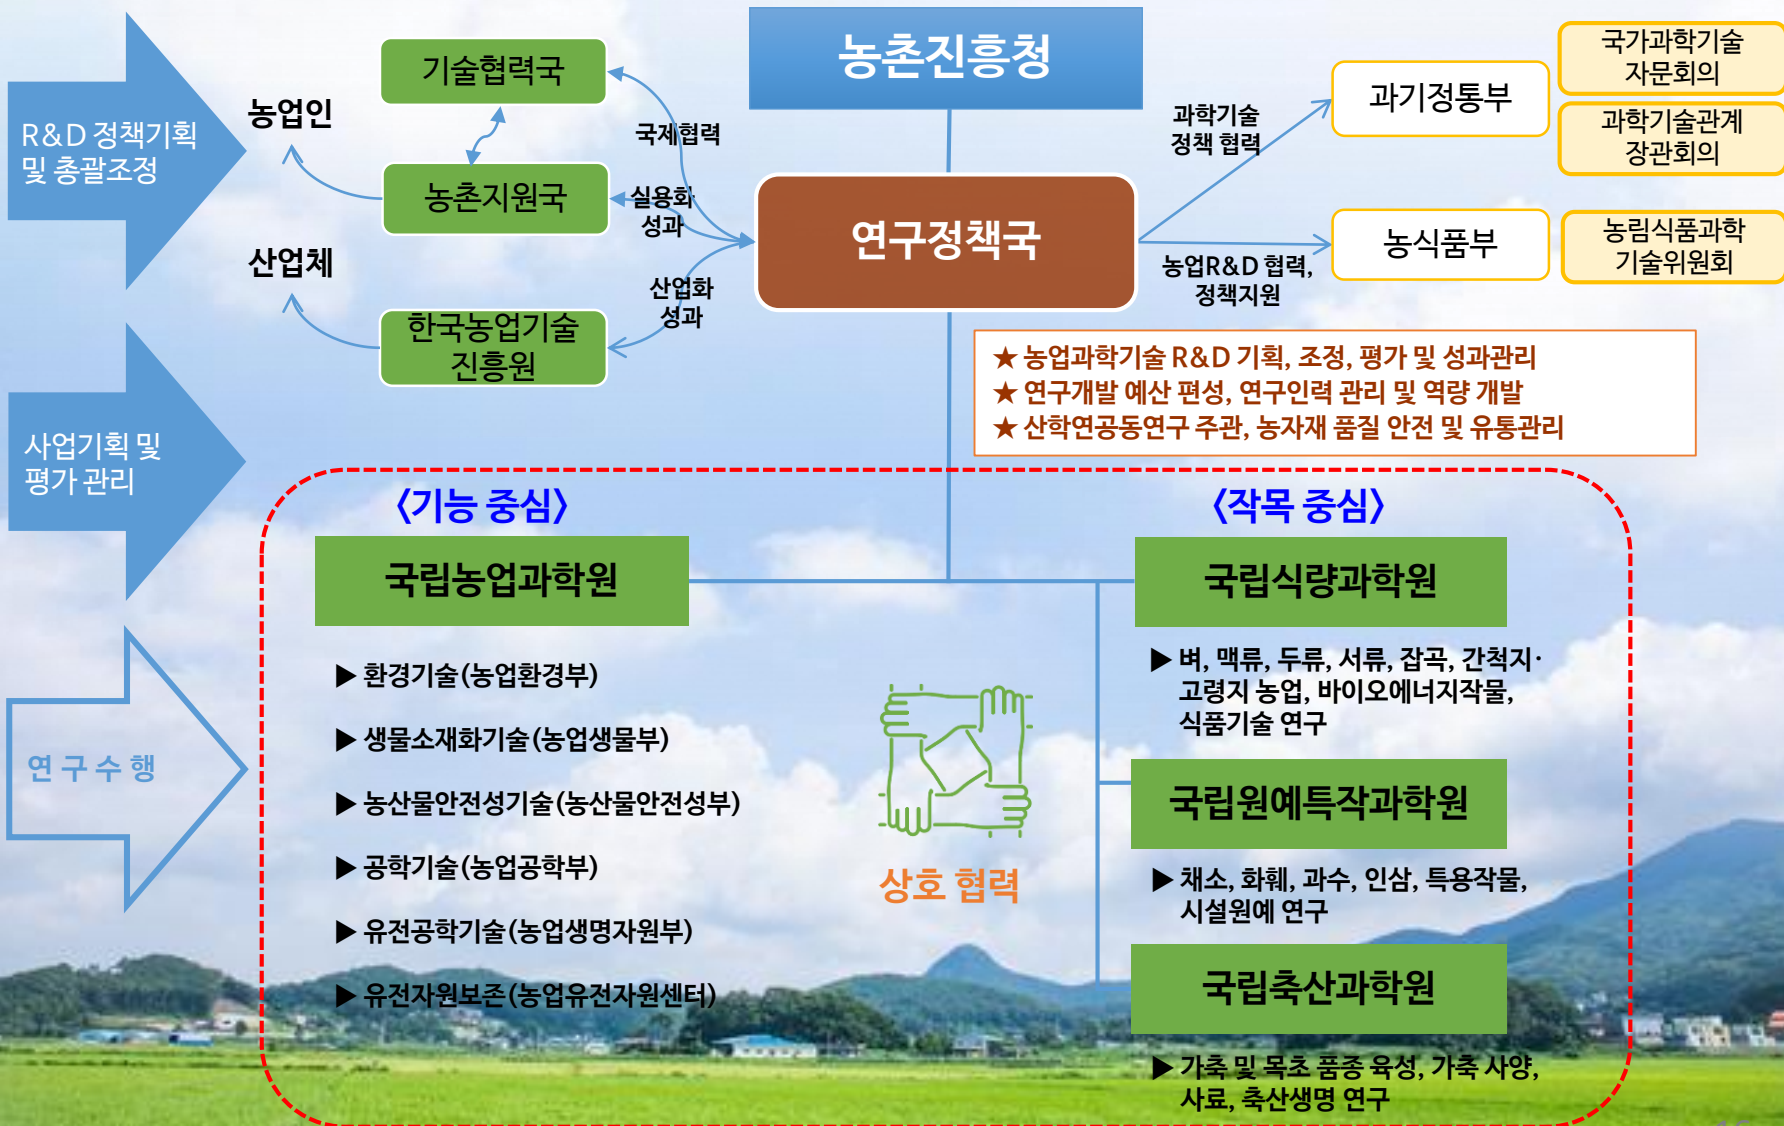 농촌진흥청
국가과학기술
자문회의
기술협력국
과기정통부
농업인
과학기술
정책 협력
과학기술관계
장관회의
R&D 정책기획
및 총괄조정
국제협력
농촌지원국
실용화
성과
연구정책국
농식품부
농림식품과학
기술위원회
산업체
농업R&D 협력,
정책지원
산업화
성과
한국농업기술
진흥원
★ 농업과학기술 R&D 기획, 조정, 평가 및 성과관리
★ 연구개발 예산 편성, 연구인력 관리 및 역량 개발
★ 산학연공동연구 주관, 농자재 품질 안전 및 유통관리
사업기획 및
평가 관리
<기능 중심>
<작목 중심>
국립농업과학원
국립식량과학원
▶ 환경기술(농업환경부)
▶ 생물소재화기술(농업생물부)
▶ 농산물안전성기술(농산물안전성부)
▶ 공학기술(농업공학부)
▶ 유전공학기술(농업생명자원부)
▶ 유전자원보존(농업유전자원센터)
▶ 벼, 맥류, 두류, 서류, 잡곡, 간척지·
고령지 농업, 바이오에너지작물,
식품기술 연구
연 구 수 행
상호 협력
국립원예특작과학원
▶ 채소, 화훼, 과수, 인삼, 특용작물,
시설원예 연구
국립축산과학원
▶ 가축 및 목초 품종 육성, 가축 사양,
사료, 축산생명 연구